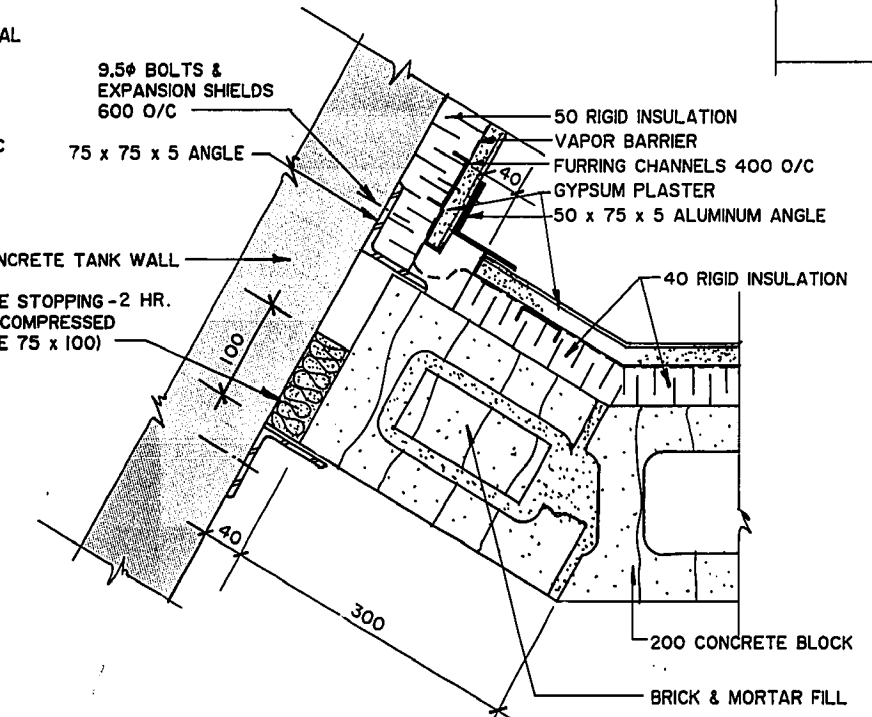 AL
9.5ø BOLTS &
EXPANSION SHIELDS
600 O/C
C
75 x 75 x 5 ANGLE
NCRETE TANK WALL
E STOPPING - 2 HR.
COMPRESSED
E 75 x 100)
100
40
300
50 RIGID INSULATION
VAPOR BARRIER
FURRING CHANNELS 400 O/C
40
GYPSUM PLASTER
50 x 75 x 5 ALUMINUM ANGLE
40 RIGID INSULATION
200 CONCRETE BLOCK
BRICK & MORTAR FILL